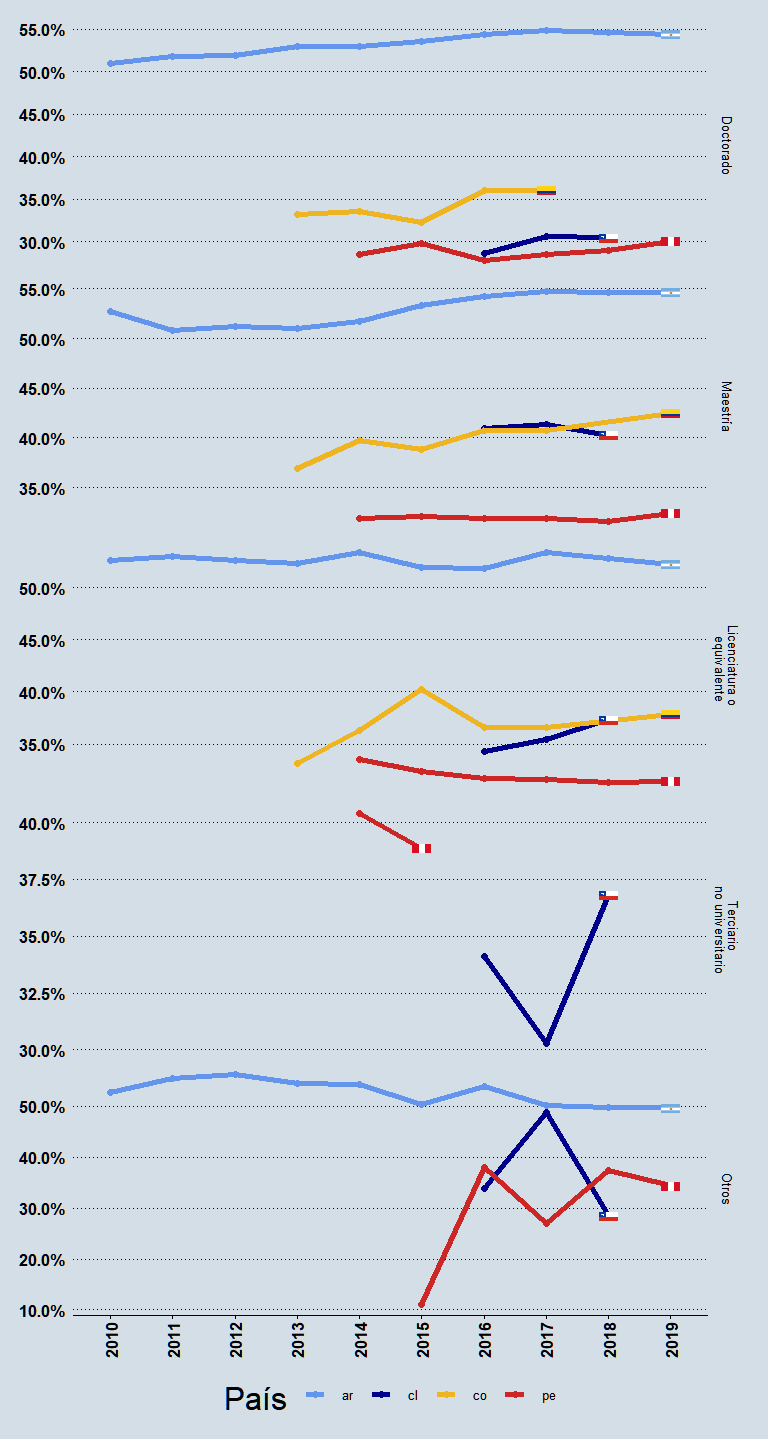 55.0%
50.0%
45.0%
40.0%
35.0%
30.0%
Doctorado
55.0%
50.0%
45.0%
40.0%
35.0%
Maestría
50.0%
45.0%
40.0%
35.0%
Licenciatura o
equivalente
40.0%
37.5%
35.0%
32.5%
30.0%
Terciario
no universitario
50.0%
40.0%
30.0%
20.0%
10.0%
Otros
2010 2011 2012 2013 2014 2015 2016 2017 2018 2019
País ar cl co pe